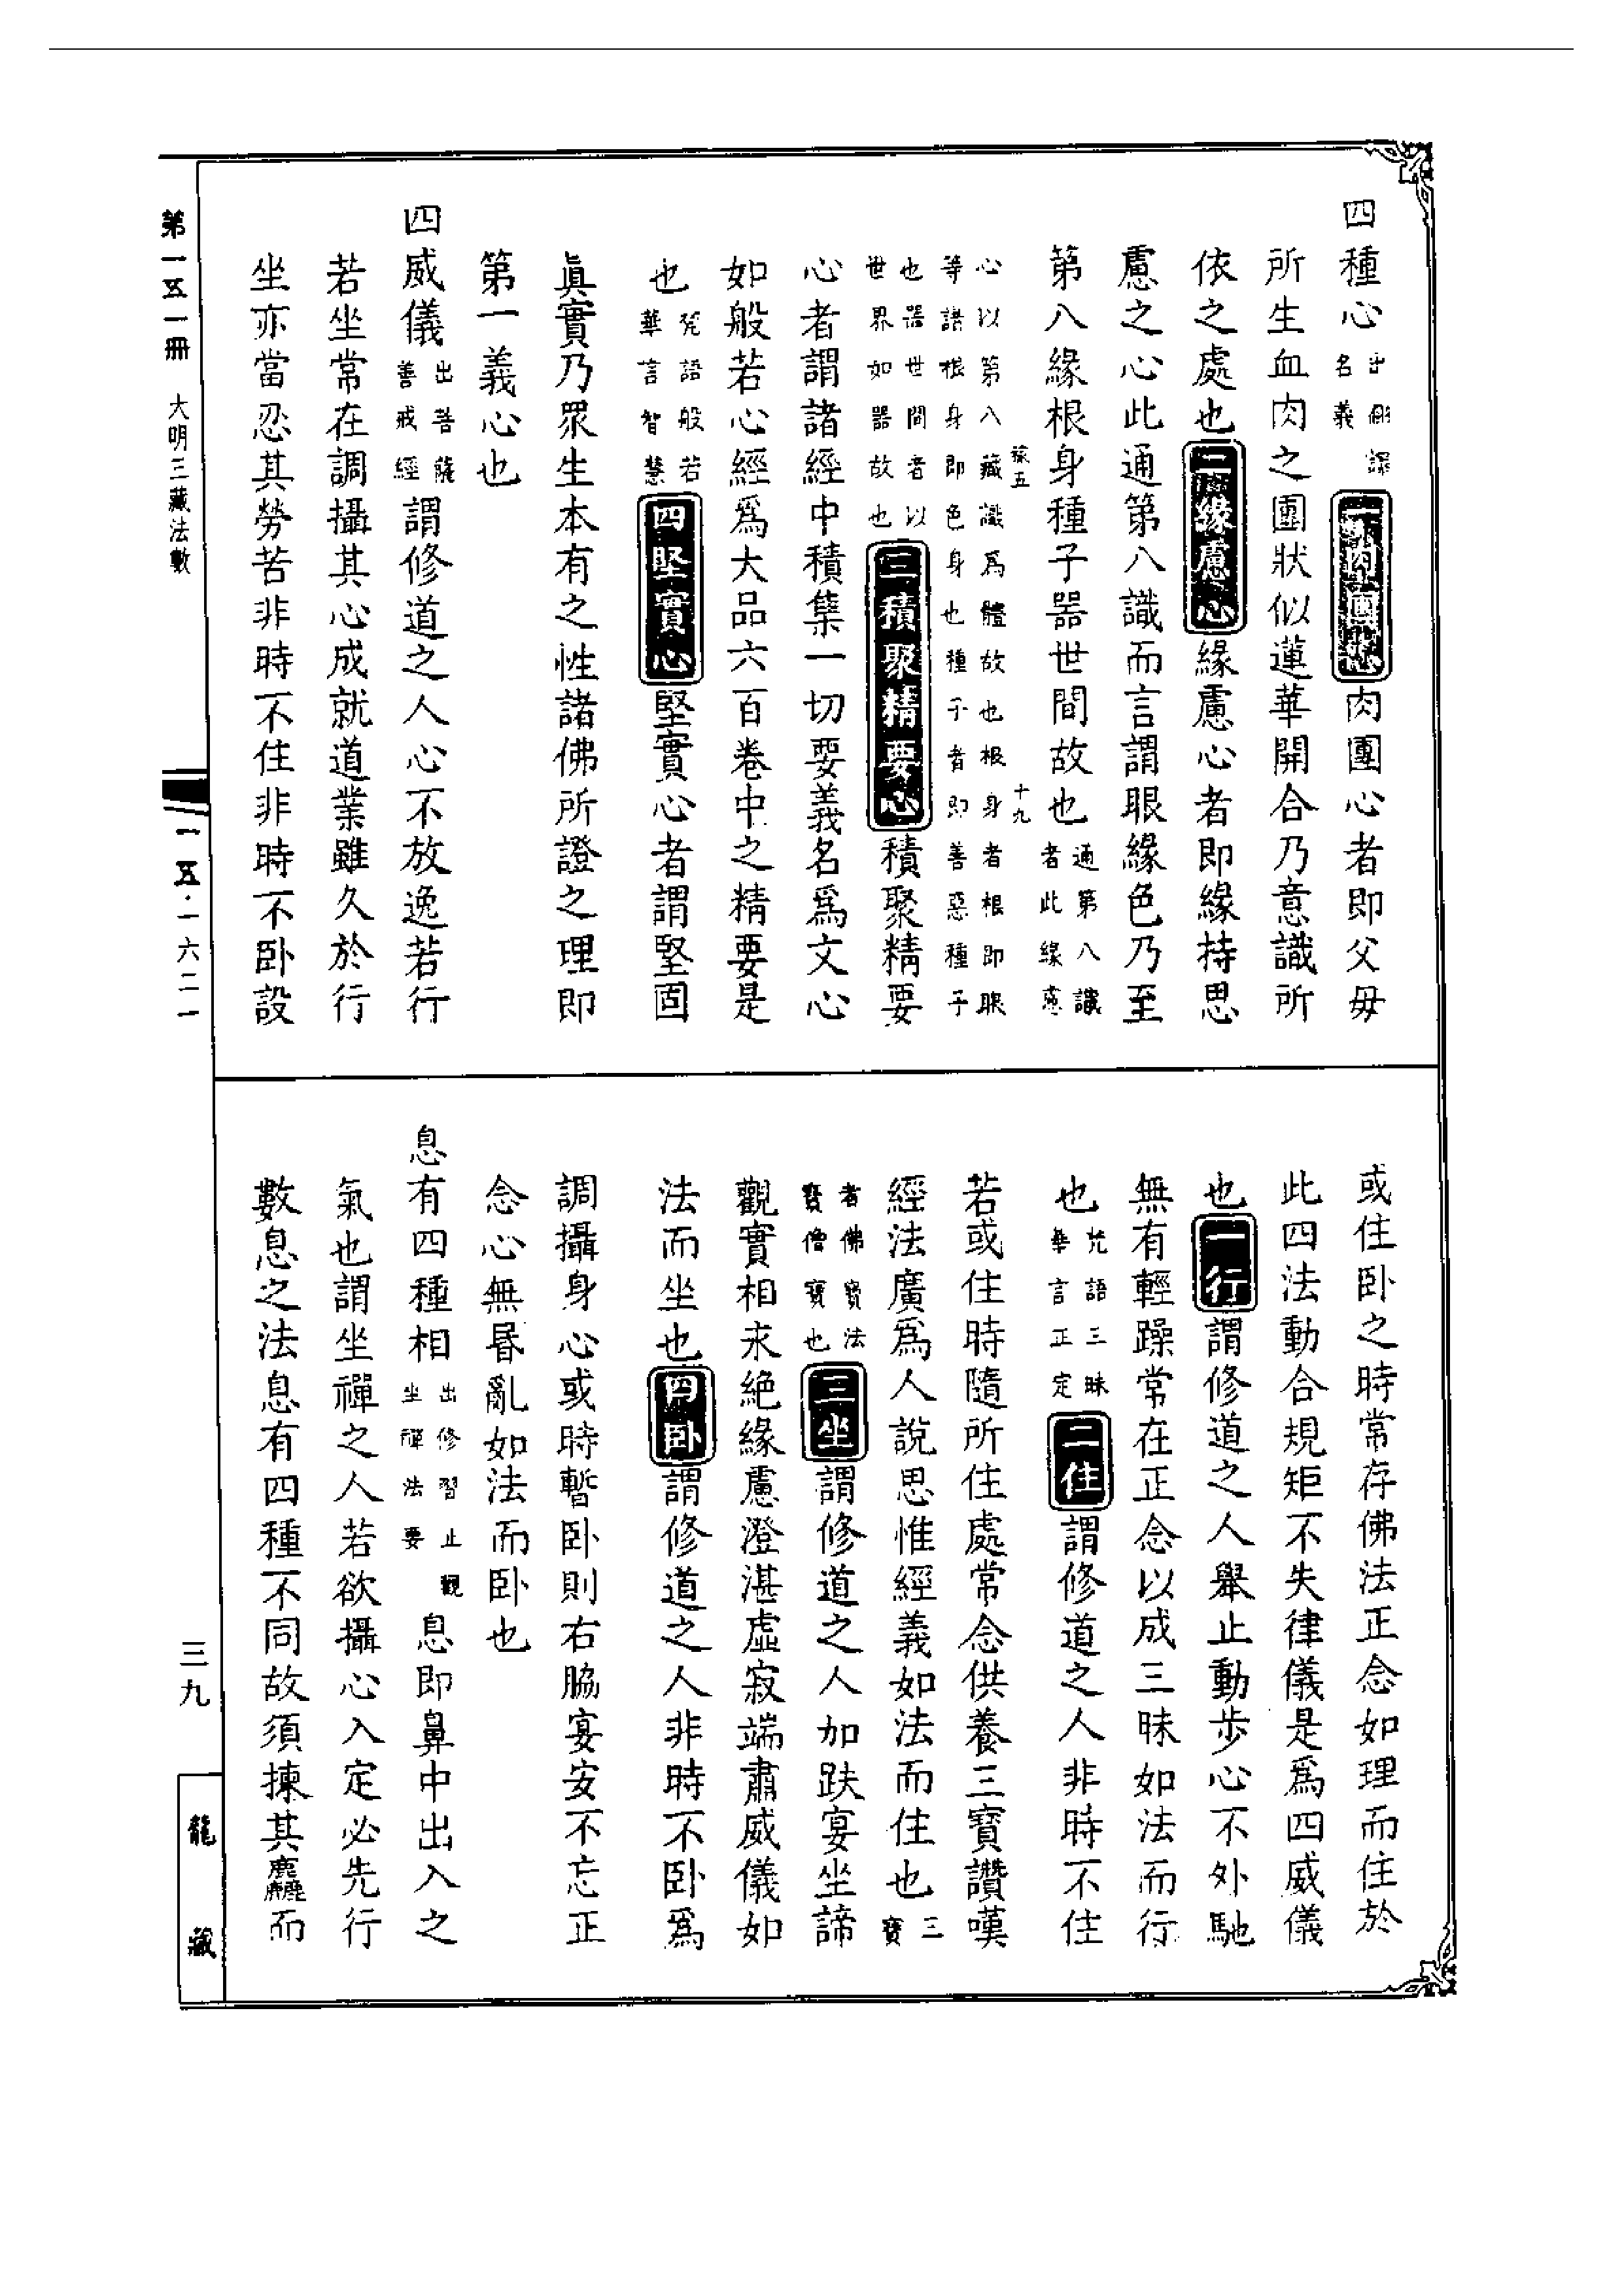 四種心出翻譯名義一肉團心肉團心者即父母
所生血肉之團狀似蓮華開合乃意識所
依之處也二緣慮心緣慮心者即緣持思
慮之心此通第八識而言謂眼緣色乃至
第八緣根身種子器世間故也通第八識者此緣慮
稼五 十九
心以第八藏識為體故也根身者根即眼等諸根身即色身也種子者即善惡種子
也器世間者以世界如器故也三積聚精要心積聚精要
心者謂諸經中積集一切要義名爲文心
如般若心經爲大品六百卷中之精要是
也梵語般若華言智慧四堅實心堅實心者謂堅固
眞實乃眾生本有之性諸佛所證之理即
第一義心也
四威儀出菩薩善戒經謂修道之人心不放逸若行
若坐常在調攝其心成就道業雖久於行
坐亦當忍其勞苦非時不住非時不卧設
或住卧之時常存佛法正念如理而住於
此四法動合規矩不失律儀是爲四威儀
也一行謂修道之人舉止動步心不外馳
無有輕躁常在正念以成三昧如法而行
也梵語三昧華言正定二住謂修道之人非時不住
若或住時隨所住處常念供養三寶讚嘆
經法廣爲人說思惟經義如法而住也三寶
者佛寶法寶僧寶也三坐謂修道之人加趺宴坐諦
觀實相永絕緣慮澄湛虛寂端肅威儀如
法而坐也四卧謂修道之人非時不卧爲
調攝身心或時暫卧則右脇宴安不忘正
念心無昬亂如法而卧也
息有四種相出修習止觀坐禪法要息即鼻中出入之
氣也謂坐禪之人若欲攝心入定必先行
數息之法息有四種不同故須揀其麤而
第一五一冊 大明三藏法數
一五·一六二一
三九
龍藏